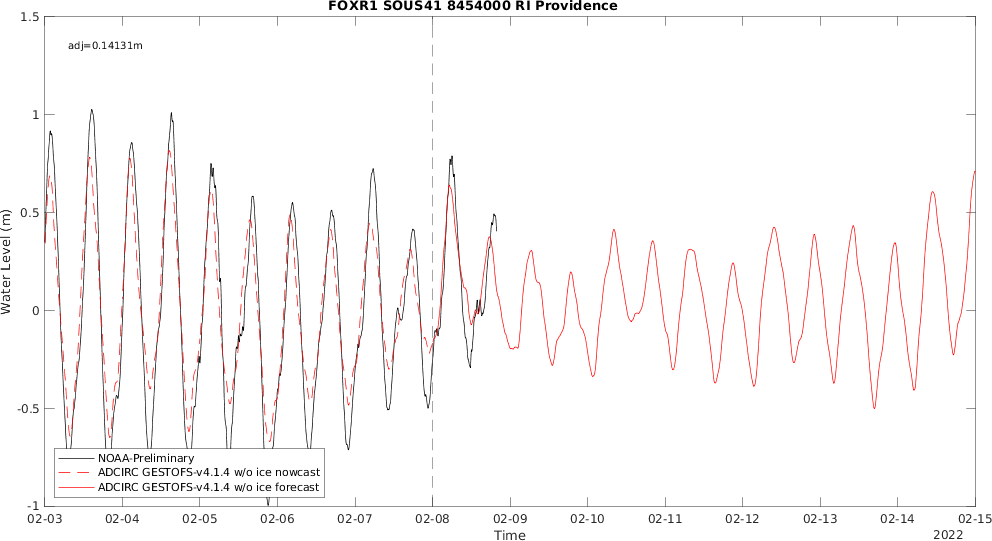 FOXR1 SOUS41 8454000 RI Providence
1.5
adj=0.14131m
1
0.5
0
-0.5
-1
Water Level (m)
NOAA-Preliminary
ADCIRC GESTOFS-v4.1.4 w/o ice nowcast
ADCIRC GESTOFS-v4.1.4 w/o ice forecast
02-03 02-04 02-05 02-06 02-07 02-08 02-09 02-10 02-11 02-12 02-13 02-14 02-15
Time
2022